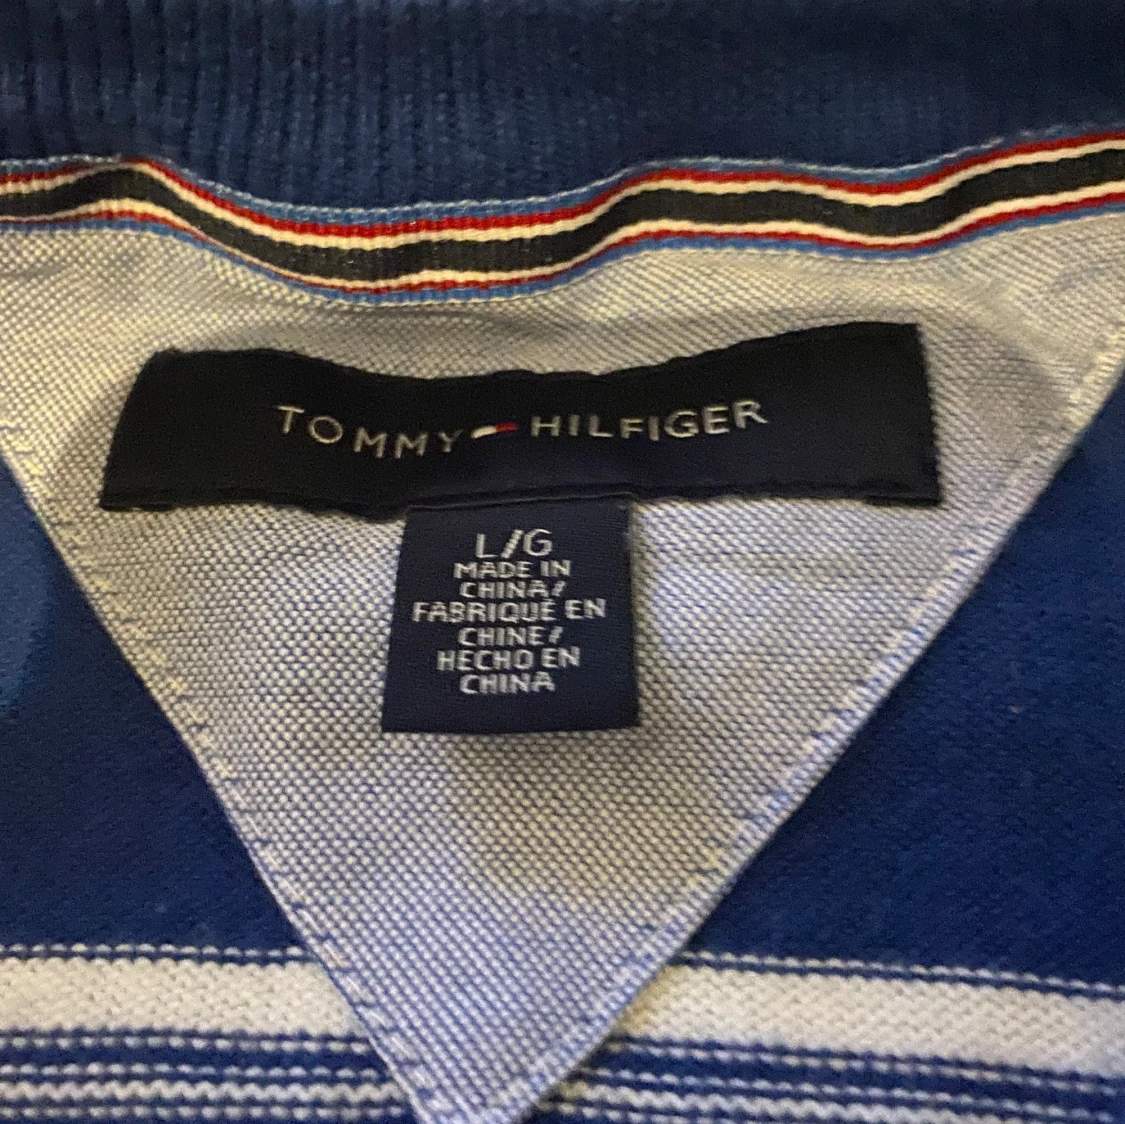 TOMMY HILFIGER
L/G
MADE IN
CHINA/
FABRIQUÉ EN
CHINE/
HECHO EN
CHINA